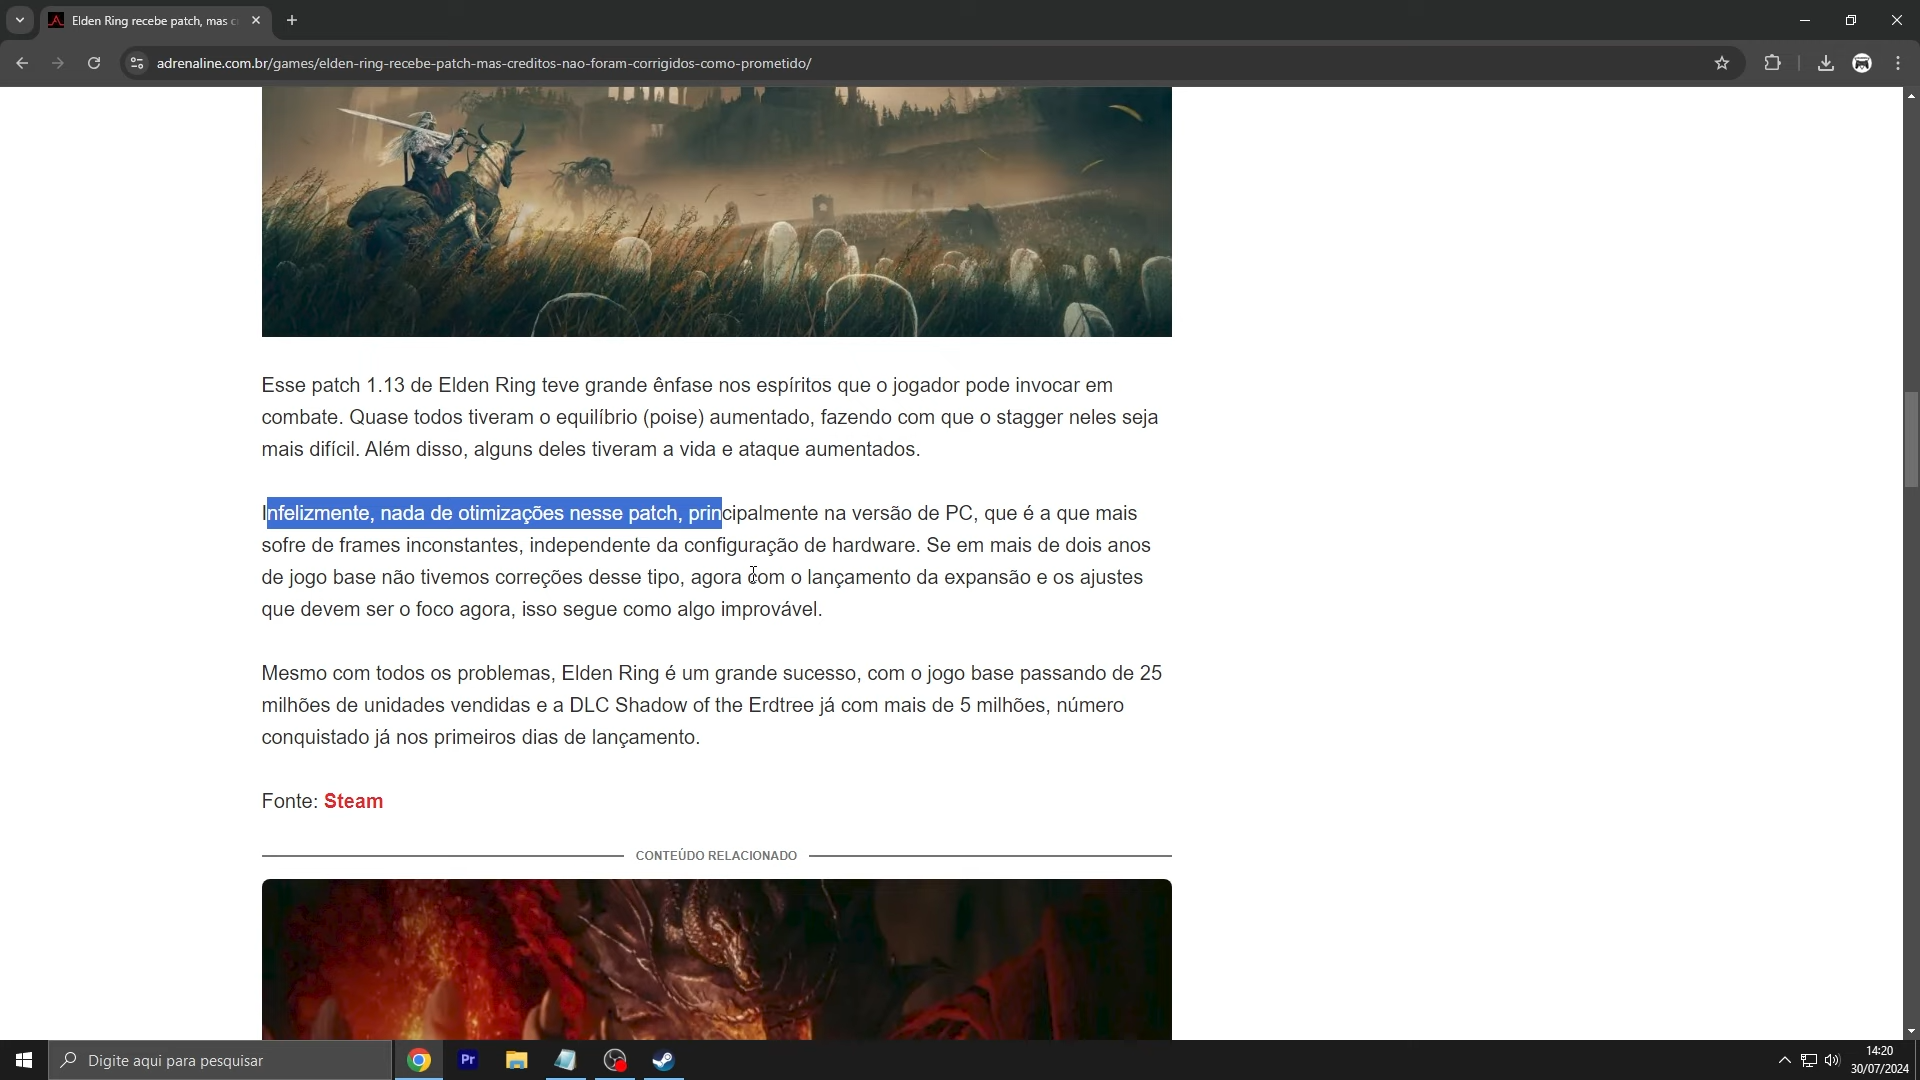 Elden Ring recebe patch, mas c
adrenaline.com.br/games/elden-ring-recebe-patch-mas-creditos-nao-foram-corrigidos-como-prometido/
Esse patch 1.13 de Elden Ring teve grande ênfase nos espíritos que o jogador pode invocar em
combate. Quase todos tiveram o equilíbrio (poise) aumentado, fazendo com que o stagger neles seja
mais difícil. Além disso, alguns deles tiveram a vida e ataque aumentados.
Infelizmente, nada de otimizações nesse patch, principalmente na versão de PC, que é a que mais
sofre de frames inconstantes, independente da configuração de hardware. Se em mais de dois anos
de jogo base não tivemos correções desse tipo, agora com o lançamento da expansão e os ajustes
que devem ser o foco agora, isso segue como algo improvável.
Mesmo com todos os problemas, Elden Ring é um grande sucesso, com o jogo base passando de 25
milhões de unidades vendidas e a DLC Shadow of the Erdtree já com mais de 5 milhões, número
conquistado já nos primeiros dias de lançamento.
Fonte: Steam
CONTEÚDO RELACIONADO
Digite aqui para pesquisar
Pr
14:20
30/07/2024